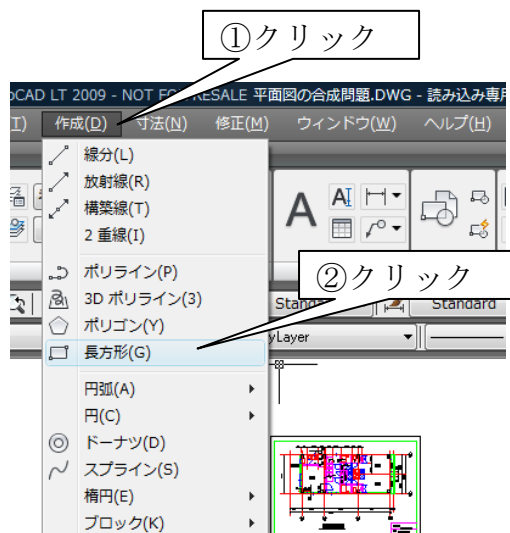 ①クリック
oCAD LT 2009 - NOT FOR RESALE 平面図の合成問題.DWG - 読み込み専用
T) 作成(D) 寸法(N) 修正(M) ウィンドウ(W) ヘルプ(H)
線分(L)
放射線(R)
構築線(T)
2 重線(I)
A A
②クリック
ポリライン(P)
3D ポリライン(3)
Standard Standard
ポリゴン(Y)
yLayer
長方形(G)
円弧(A)
円(C)
ドーナツ(D)
スプライン(S)
楕円(E)
ブロック(K)